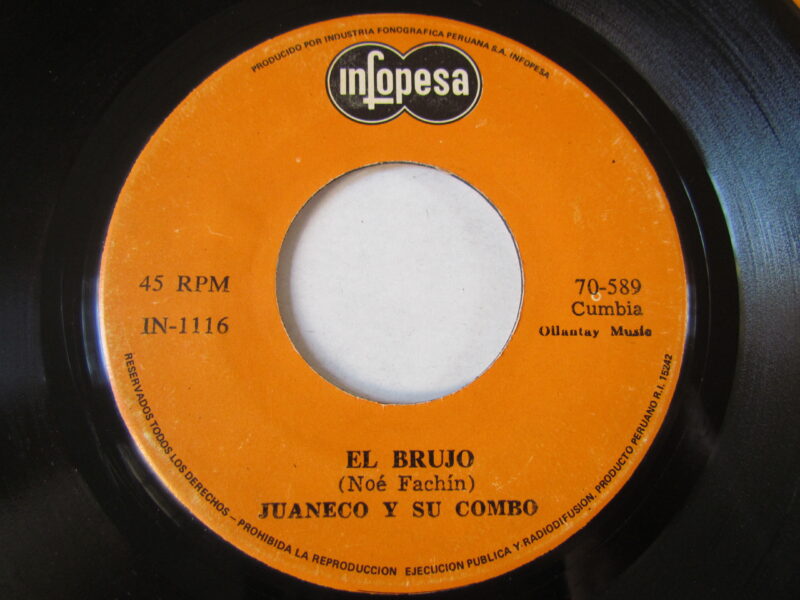 PRODUCIDO POR INDUSTRIA FONOGRAFICA PERUANA S.A. INFOPESA
infopesa
45 RPM
IN-1116
70-589
Cumbia
Ollantay Music
EL BRUJO
(Noé Fachín)
JUANECO Y SU COMBO
RESERVADOS TODOS LOS DERECHOS - PROHIBIDA LA REPRODUCCION EJECUCION PUBLICA Y RADIODIFUSION. PRODUCTO PERUANO R.I. 15242